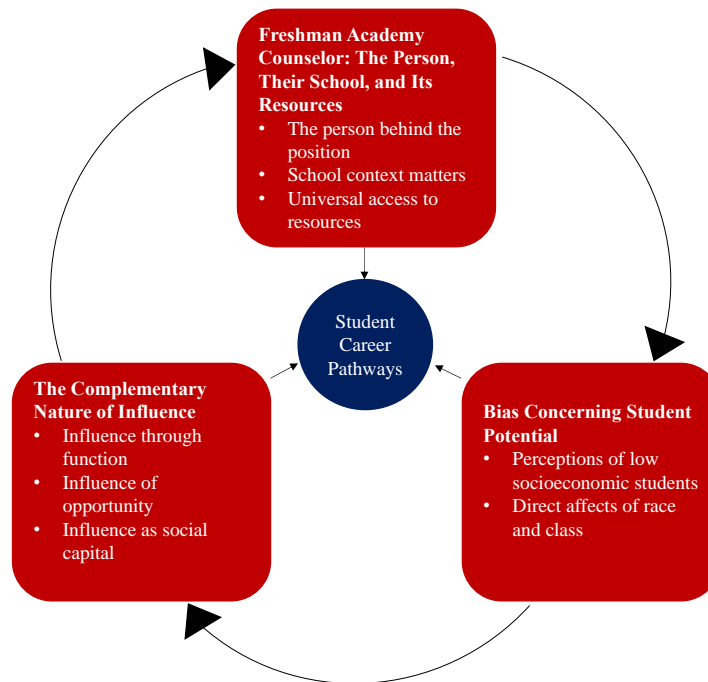 Freshman Academy
Counselor: The Person,
Their School, and Its
Resources
• The person behind the
position
• School context matters
• Universal access to
resources
Student
Career
Pathways
The Complementary
Nature of Influence
• Influence through
function
• Influence of
opportunity
• Influence as social
capital
Bias Concerning Student
Potential
• Perceptions of low
socioeconomic students
• Direct affects of race
and class